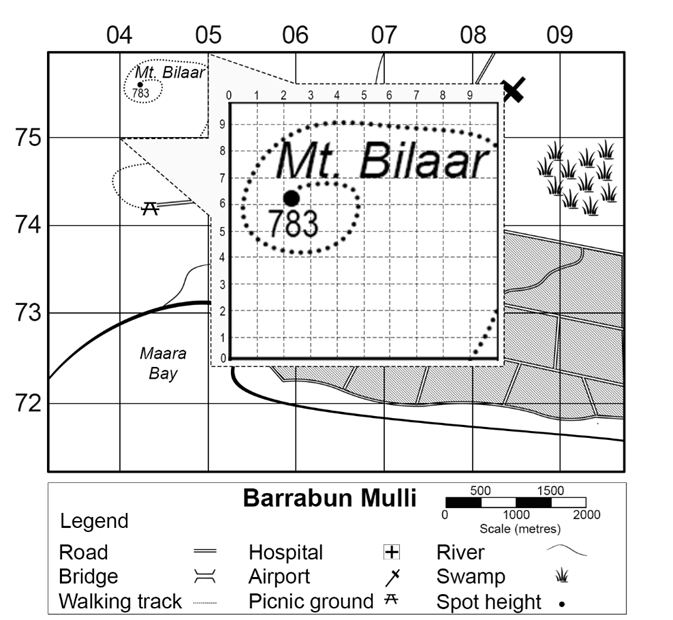 04 05 06 07 08 09
Mt. Bilaar
783
0 1 2 3 4 5 6 7 8 9
9
8
7
6
5
4
3
2
1
0
Mt. Bilaar
783
75
74
73
72
Maara
Bay
Barrabun Mulli
500 1500
0 1000 2000
Scale (metres)
Legend
Road Hospital River
Bridge Airport Swamp
Walking track Picnic ground Spot height